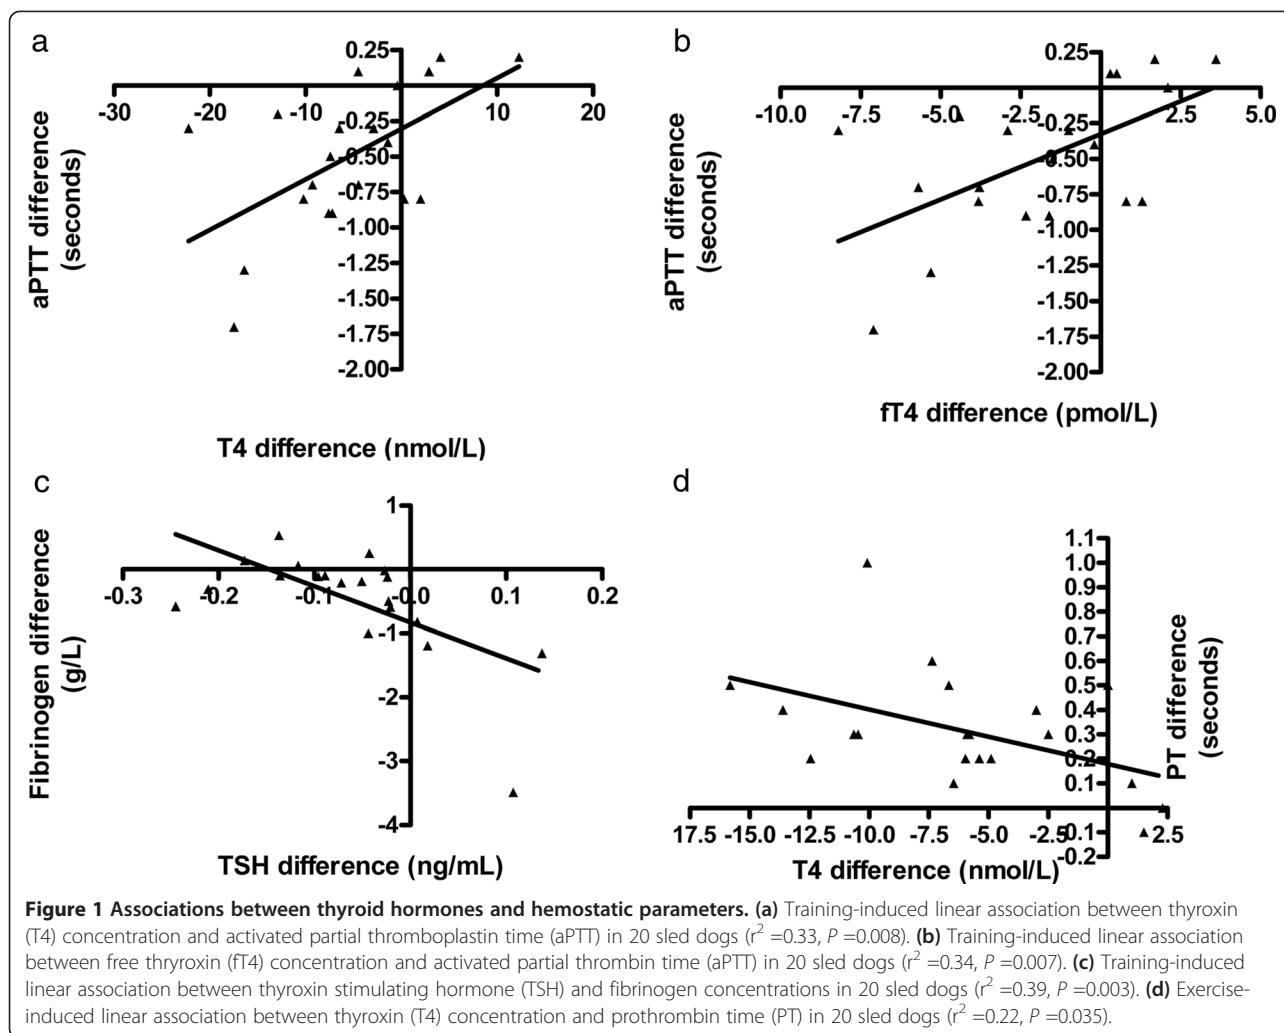 a
0.25
-30
-20
-10
10
20
-0.25
-0.50
-0.75
-1.00
-1.25
-1.50
-1.75
-2.00
aPTT difference
(seconds)
T4 difference (nmol/L)
b
0.25
-10.0
-7.5
-5.0
-2.5
2.5
5.0
-0.25
-0.50
-0.75
-1.00
-1.25
-1.50
-1.75
-2.00
aPTT difference
(seconds)
fT4 difference (pmol/L)
c
1
-0.3
-0.2
-0.1
-0.0
0.1
0.2
-1
-2
-3
-4
Fibrinogen difference
(g/L)
TSH difference (ng/mL)
d
1.1
1.0
0.9
0.8
0.7
0.6
0.5
0.4
0.3
0.2
0.1
17.5
-15.0
-12.5
-10.0
-7.5
-5.0
-2.5
2.5
-0.1
-0.2
PT difference
(seconds)
T4 difference (nmol/L)
Figure 1 Associations between thyroid hormones and hemostatic parameters. (a) Training-induced linear association between thyroxin
(T4) concentration and activated partial thromboplastin time (aPTT) in 20 sled dogs (r² =0.33, P =0.008). (b) Training-induced linear association
between free thryroxin (fT4) concentration and activated partial thrombin time (aPTT) in 20 sled dogs (r² =0.34, P =0.007). (c) Training-induced
linear association between thyroxin stimulating hormone (TSH) and fibrinogen concentrations in 20 sled dogs (r² =0.39, P =0.003). (d) Exercise-
induced linear association between thyroxin (T4) concentration and prothrombin time (PT) in 20 sled dogs (r² =0.22, P =0.035).